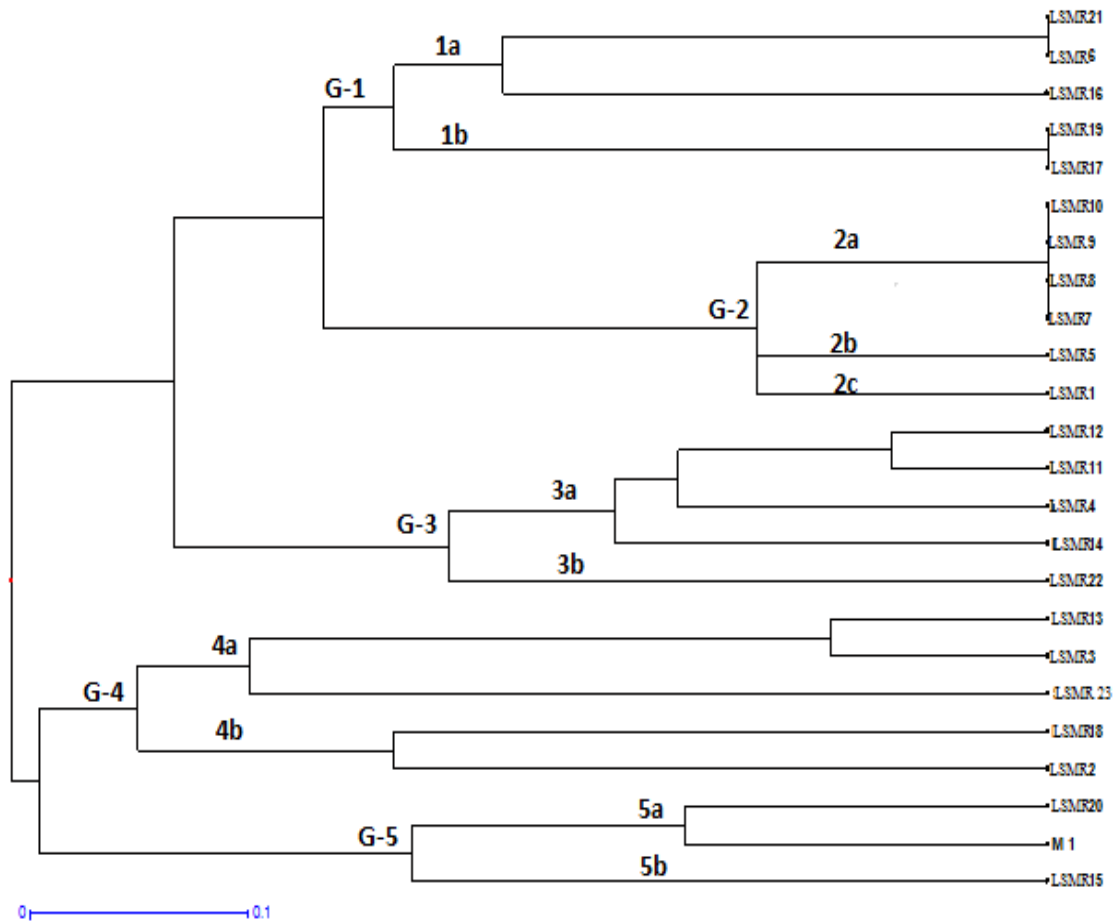 LSMR21
1a
LSMR6
G-1
LSMR16
LSMR19
1b
LSMR17
LSMR10
2a
LSMR9
LSMR8
G-2
LSMR7
2b
LSMR5
2c
LSMR1
LSMR12
LSMR11
3a
LSMR4
G-3
LSMR14
3b
LSMR22
LSMR13
4a
LSMR3
G-4
LSMR 23
4b
LSMR18
LSMR2
5a
LSMR20
G-5
M 1
5b
LSMR15
0 0.1